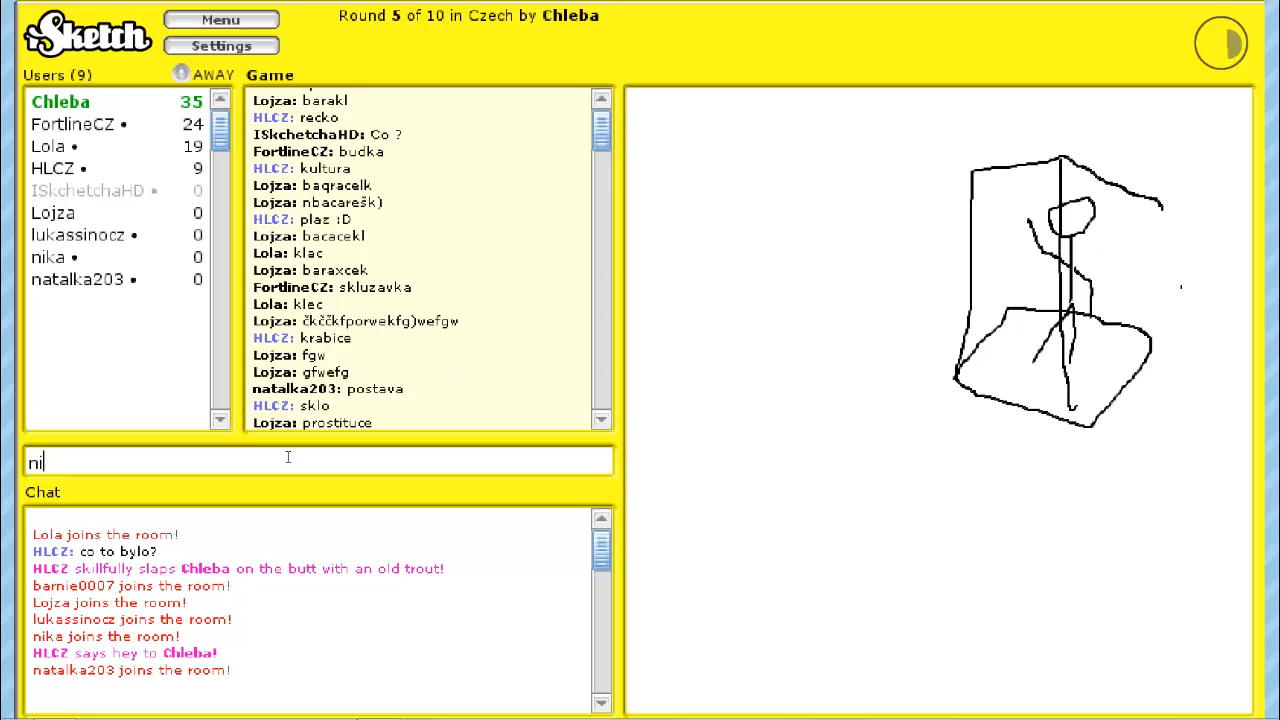 iSketch
Menu
Settings
Round 5 of 10 in Czech by Chleba
Users (9)
AWAY
Chleba 35
FortlineCZ • 24
Lola • 19
HLCZ • 9
ISkchetchaHD • 0
Lojza 0
lukassinocz • 0
nika • 0
natalka203 • 0
Game
Lojza: barakl
HLCZ: recko
ISkchetchaHD: Co ?
FortlineCZ: budka
HLCZ: kultura
Lojza: baqracelk
Lojza: nbacarešk)
HLCZ: plaz :D
Lojza: bacacekl
Lola: klac
Lojza: baraxcek
FortlineCZ: skluzavka
Lola: klec
Lojza: čkččkfporwekfg)wefgw
HLCZ: krabice
Lojza: fgw
Lojza: gfwefg
natalka203: postava
HLCZ: sklo
Lojza: prostituce
ni
Chat
Lola joins the room!
HLCZ: co to bylo?
HLCZ skillfully slaps Chleba on the butt with an old trout!
barnie0007 joins the room!
Lojza joins the room!
lukassinocz joins the room!
nika joins the room!
HLCZ says hey to Chleba!
natalka203 joins the room!